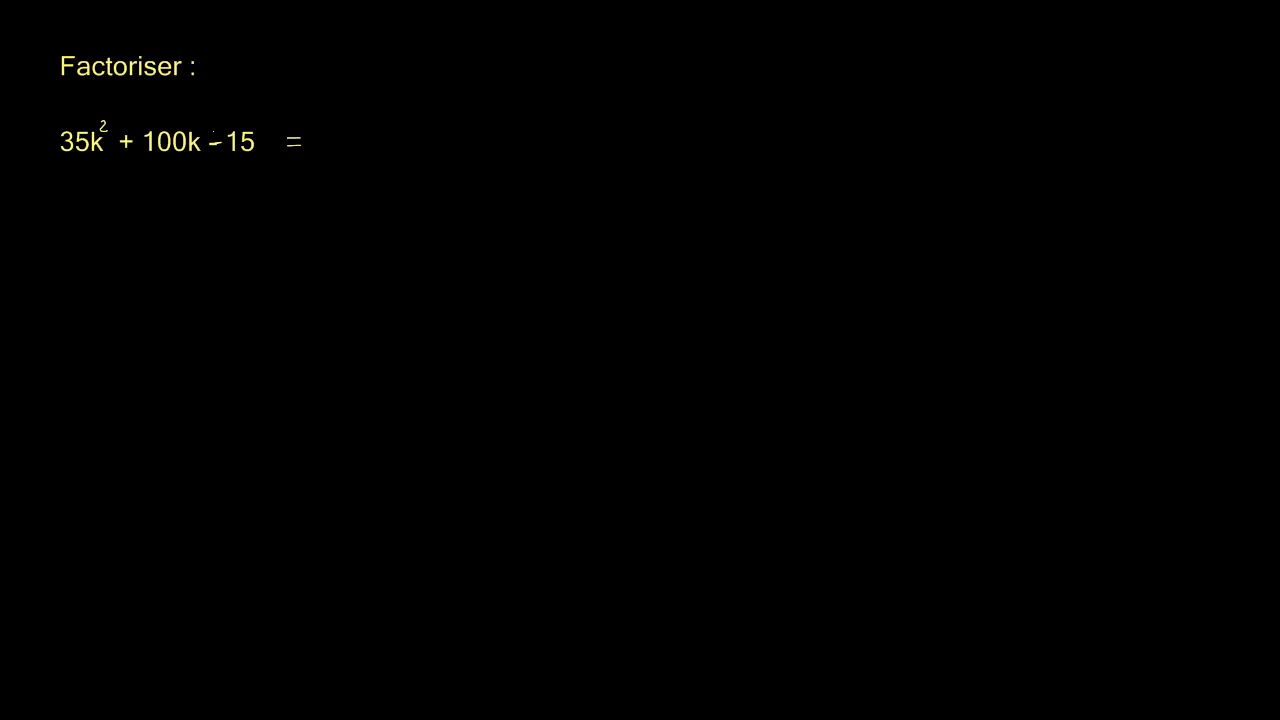 Factoriser :
35k² + 100k - 15 =